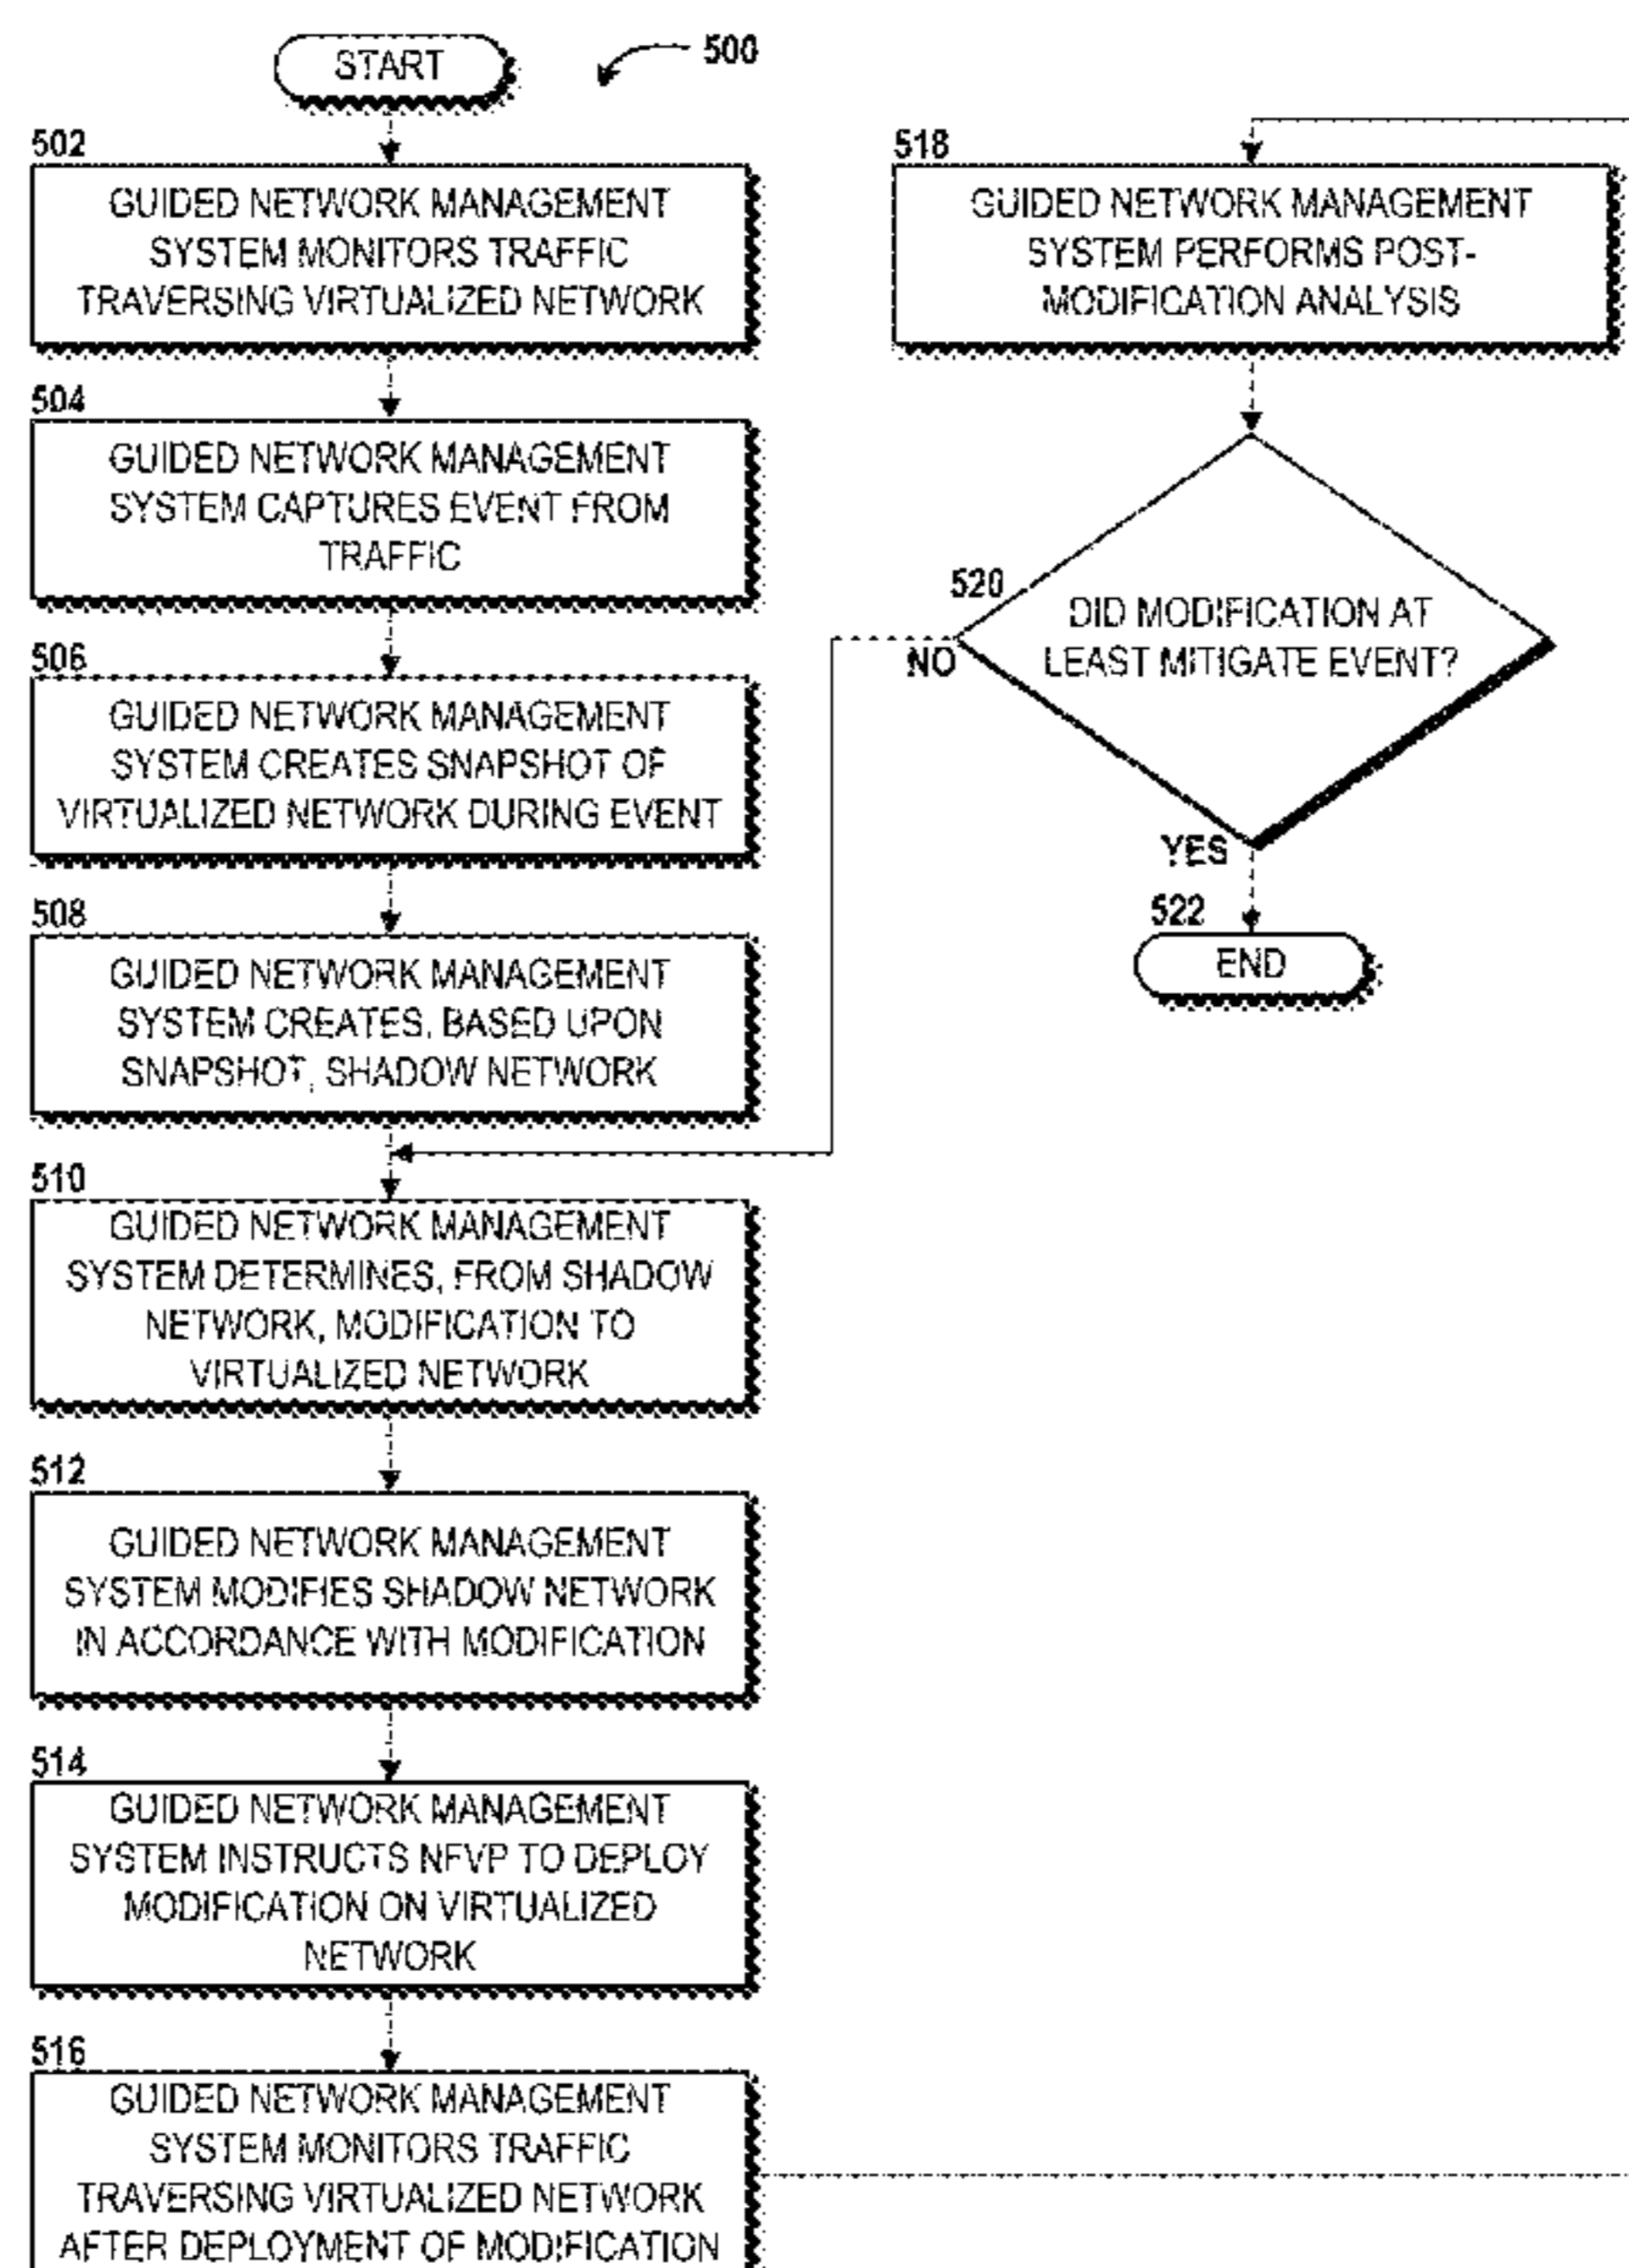 START
500
502
GUIDED NETWORK MANAGEMENT
SYSTEM MONITORS TRAFFIC
TRAVERSING VIRTUALIZED NETWORK
504
GUIDED NETWORK MANAGEMENT
SYSTEM CAPTURES EVENT FROM
TRAFFIC
506
GUIDED NETWORK MANAGEMENT
SYSTEM CREATES SNAPSHOT OF
VIRTUALIZED NETWORK DURING EVENT
508
GUIDED NETWORK MANAGEMENT
SYSTEM CREATES, BASED UPON
SNAPSHOT, SHADOW NETWORK
510
GUIDED NETWORK MANAGEMENT
SYSTEM DETERMINES, FROM SHADOW
NETWORK, MODIFICATION TO
VIRTUALIZED NETWORK
512
GUIDED NETWORK MANAGEMENT
SYSTEM MODIFIES SHADOW NETWORK
IN ACCORDANCE WITH MODIFICATION
514
GUIDED NETWORK MANAGEMENT
SYSTEM INSTRUCTS NFVP TO DEPLOY
MODIFICATION ON VIRTUALIZED
NETWORK
516
GUIDED NETWORK MANAGEMENT
SYSTEM MONITORS TRAFFIC
TRAVERSING VIRTUALIZED NETWORK
AFTER DEPLOYMENT OF MODIFICATION
518
GUIDED NETWORK MANAGEMENT
SYSTEM PERFORMS POST-
MODIFICATION ANALYSIS
520
DID MODIFICATION AT
LEAST MITIGATE EVENT?
NO
YES
522
END